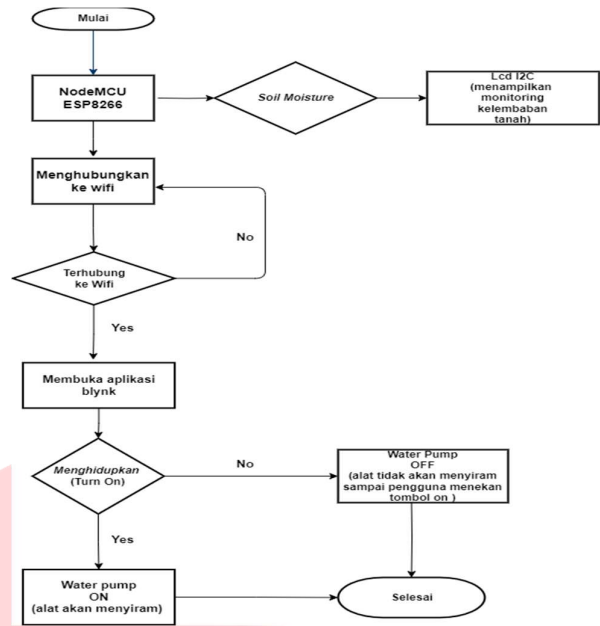 Mulai
NodeMCU
ESP8266
Soil Moisture
Lcd I2C
(menampilkan
monitoring
kelembaban
tanah)
Menghubungkan
ke wifi
No
Terhubung
ke Wifi
Yes
Membuka aplikasi
blynk
Menghidupkan
(Turn On)
No
Water Pump
OFF
(alat tidak akan menyiram
sampai pengguna menekan
tombol on )
Yes
Water pump
ON
(alat akan menyiram)
Selesai